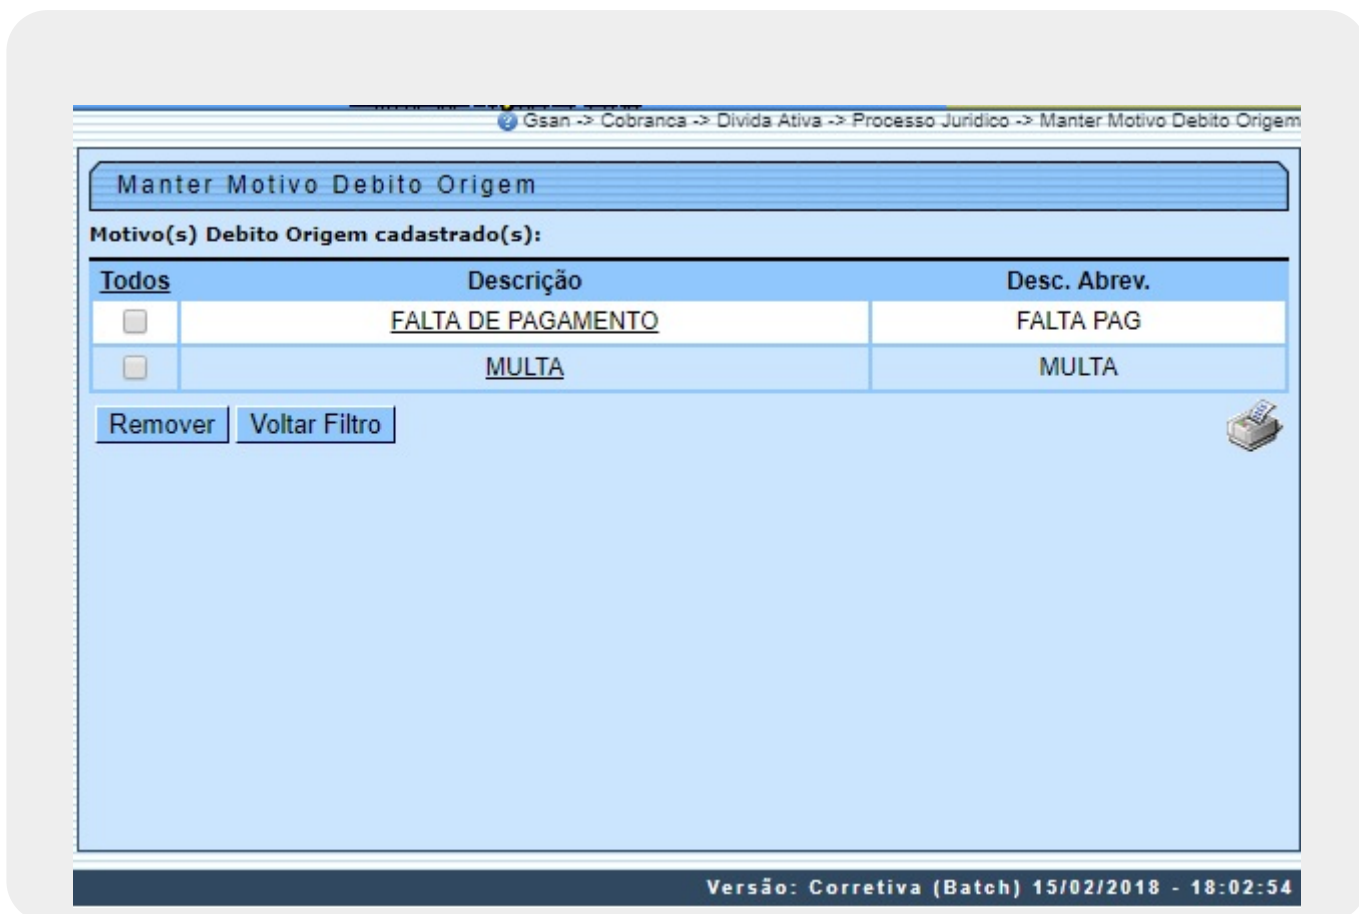 Gsan -> Cobranca -> Divida Ativa -> Processo Juridico -> Manter Motivo Debito Origem
Manter Motivo Debito Origem
Motivo(s) Debito Origem cadastrado(s):
Todos Descrição Desc. Abrev.
FALTA DE PAGAMENTO FALTA PAG
MULTA MULTA
Remover Voltar Filtro
Versão: Corretiva (Batch) 15/02/2018 - 18:02:54